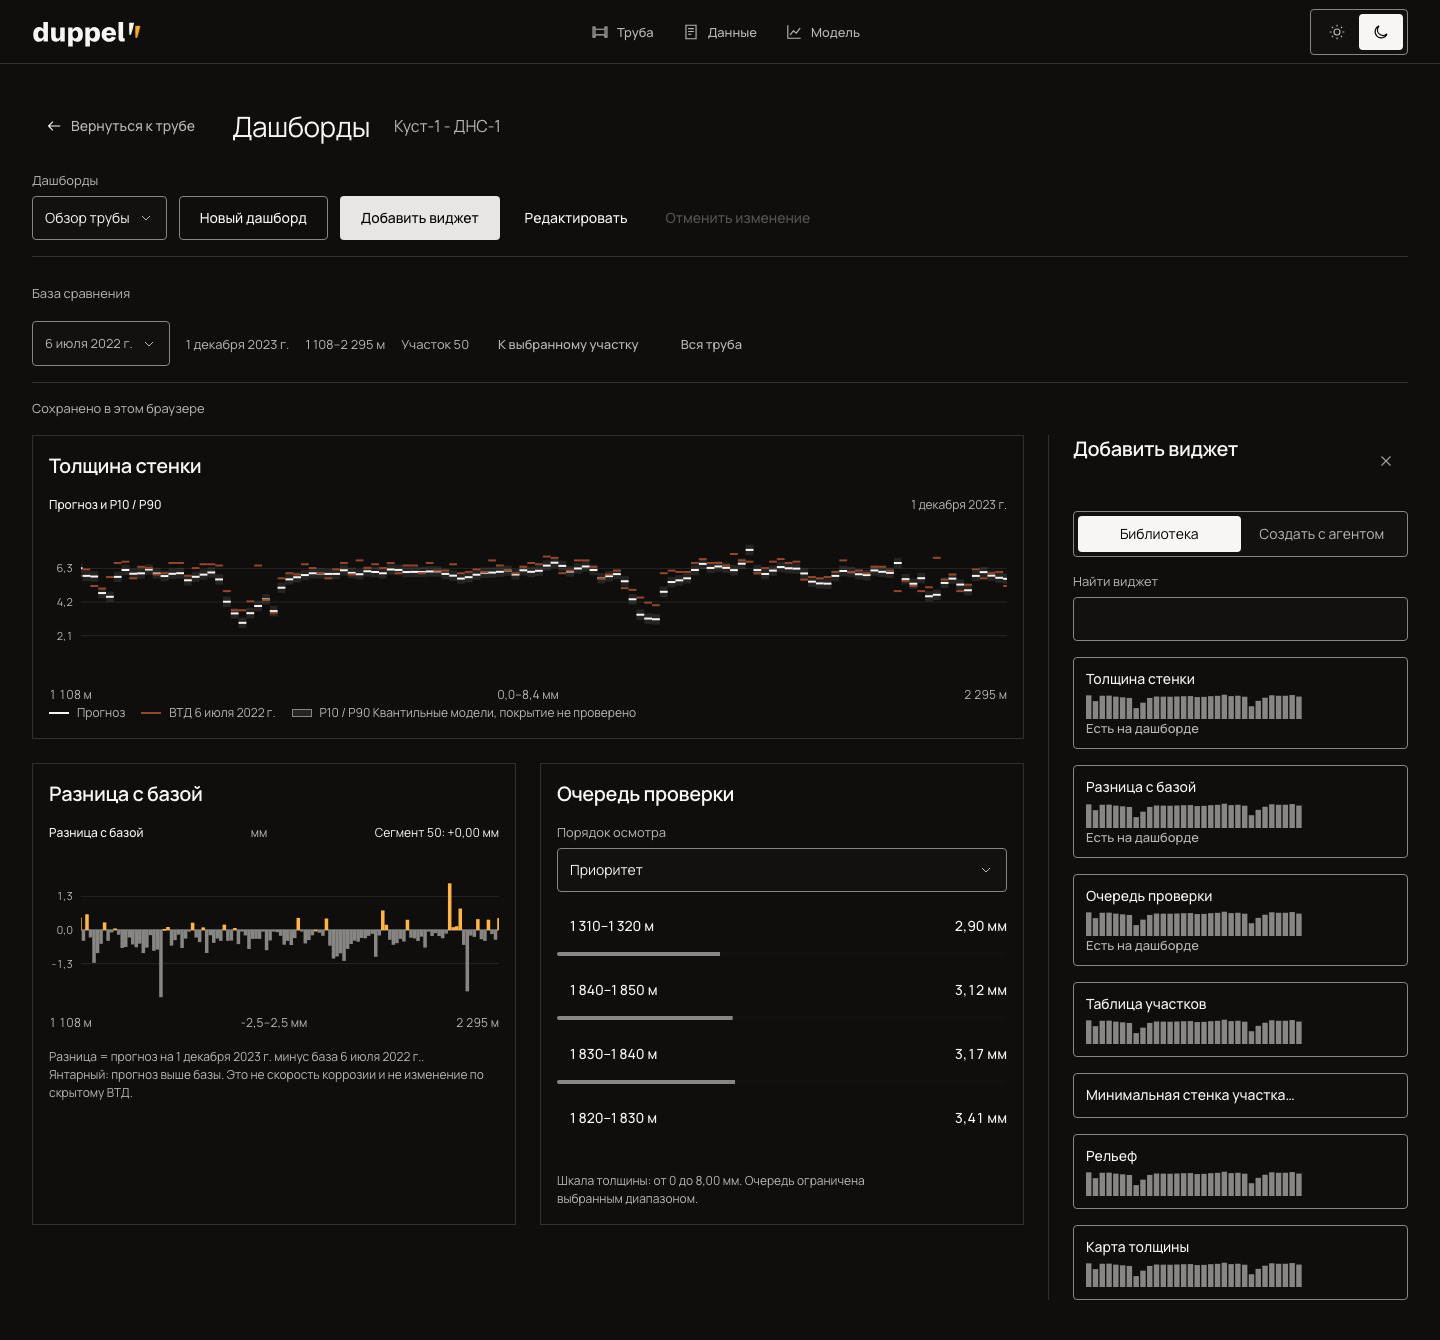 duppel
Труба
Данные
Модель
Вернуться к трубе
Дашборды
Куст-1 - ДНС-1
Дашборды
Обзор трубы
Новый дашборд
Добавить виджет
Редактировать
Отменить изменение
База сравнения
6 июля 2022 г.
1 декабря 2023 г.
1 108–2 295 м
Участок 50
К выбранному участку
Вся труба
Сохранено в этом браузере
Толщина стенки
Прогноз и P10 / P90
1 декабря 2023 г.
6,3
4,2
2,1
1 108 м
0,0–8,4 мм
2 295 м
Прогноз
ВТД 6 июля 2022 г.
P10 / P90 Квантильные модели, покрытие не проверено
Разница с базой
Разница с базой
мм
Сегмент 50: +0,00 мм
1,3
0,0
-1,3
1 108 м
-2,5–2,5 мм
2 295 м
Разница = прогноз на 1 декабря 2023 г. минус база 6 июля 2022 г..
Янтарный: прогноз выше базы. Это не скорость коррозии и не изменение по
скрытому ВТД.
Очередь проверки
Порядок осмотра
Приоритет
1 310–1 320 м
2,90 мм
1 840–1 850 м
3,12 мм
1 830–1 840 м
3,17 мм
1 820–1 830 м
3,41 мм
Шкала толщины: от 0 до 8,00 мм. Очередь ограничена
выбранным диапазоном.
Добавить виджет
Библиотека
Создать с агентом
Найти виджет
Толщина стенки
Есть на дашборде
Разница с базой
Есть на дашборде
Очередь проверки
Есть на дашборде
Таблица участков
Минимальная стенка участка…
Рельеф
Карта толщины